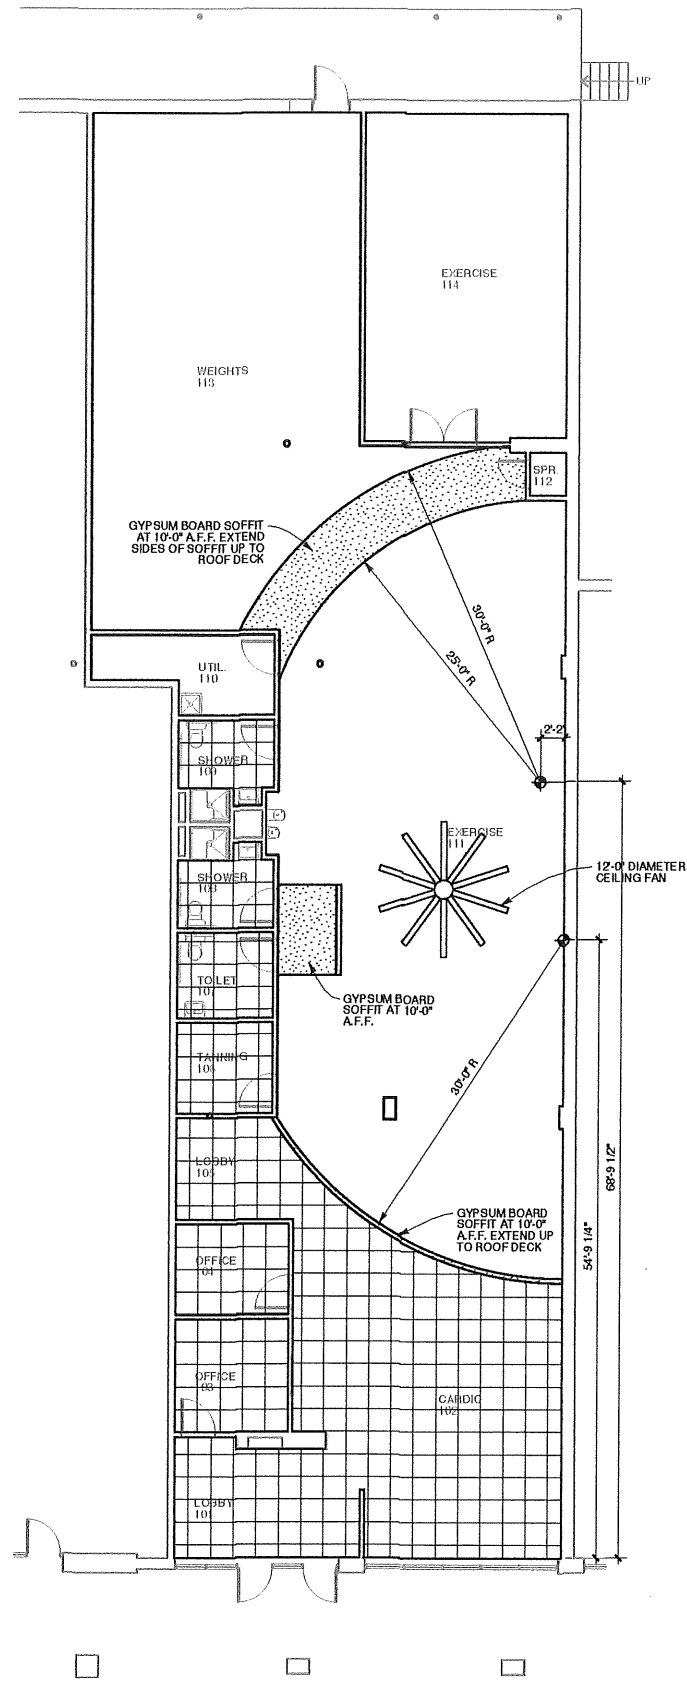 UP
EXERCISE
114
WEIGHTS
113
SPR.
112
GYPSUM BOARD SOFFIT
AT 10'-0" A.F.F. EXTEND
SIDES OF SOFFIT UP TO
ROOF DECK
30'-0" R
25'-0" R
UTIL.
110
2'-2"
SHOWER
109
EXERCISE
111
12'-0" DIAMETER
CEILING FAN
SHOWER
108
TOILET
107
GYPSUM BOARD
SOFFIT AT 10'-0"
A.F.F.
TANNING
106
30'-0" R
LOBBY
105
68'-9 1/2"
GYPSUM BOARD
SOFFIT AT 10'-0"
A.F.F. EXTEND UP
TO ROOF DECK
54'-9 1/4"
OFFICE
04
OFFICE
03
CARDIO
102
LOBBY
101